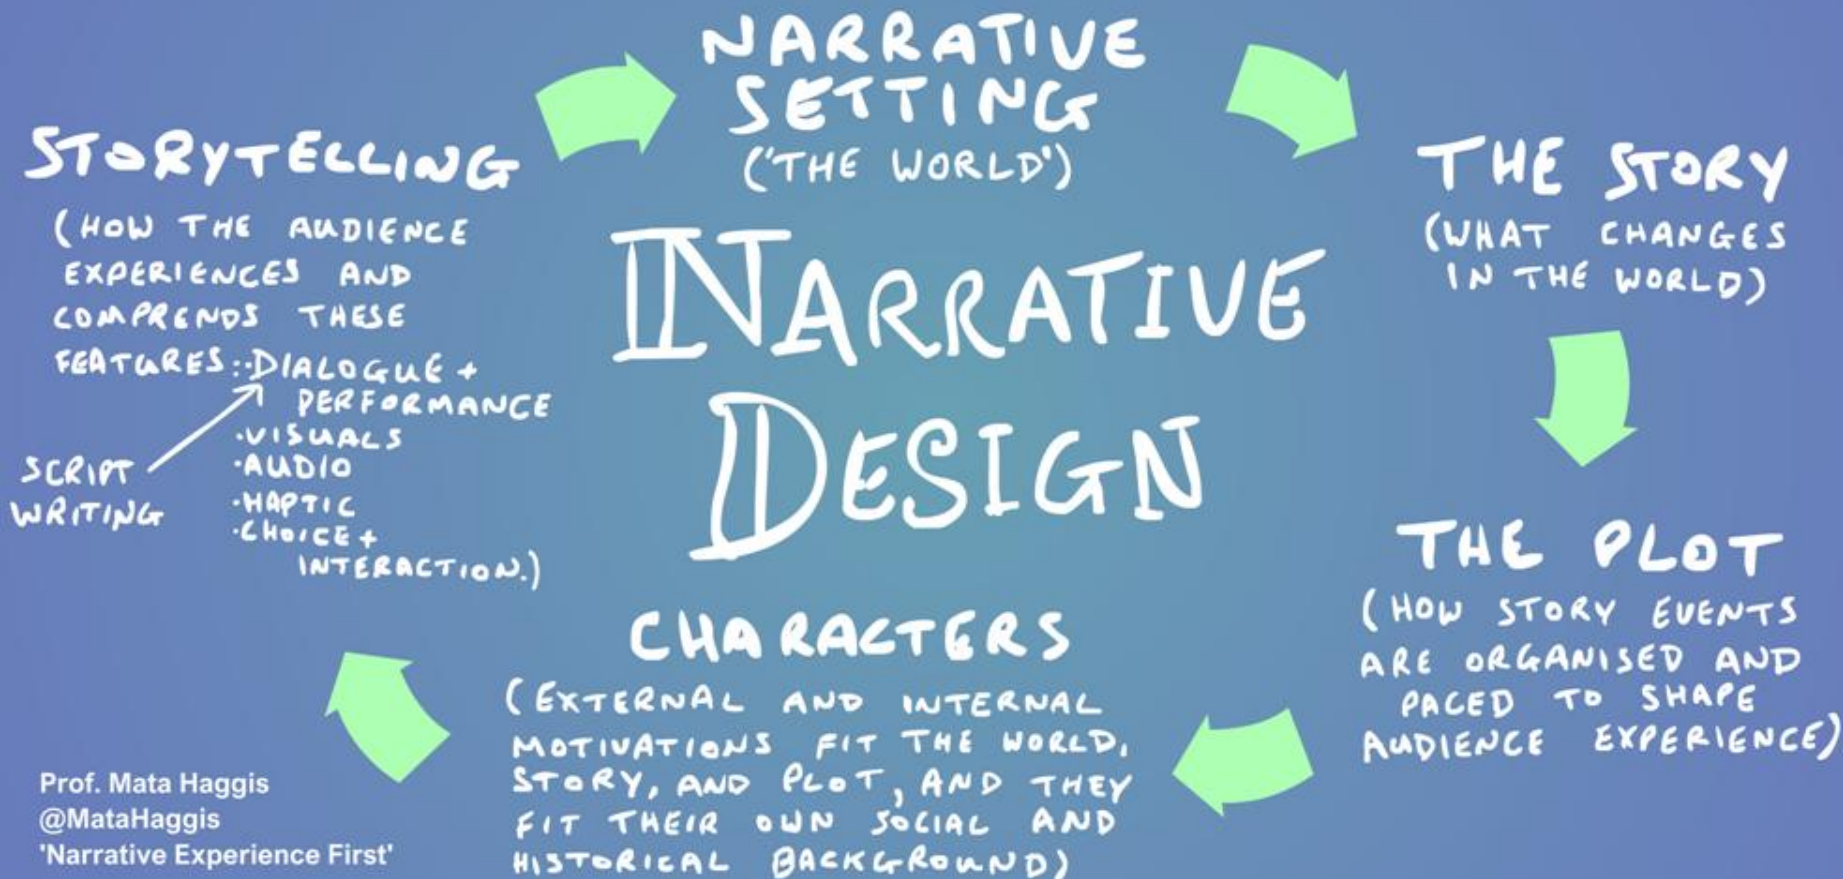 NARRATIVE
SETTING
('THE WORLD')
THE STORY
(WHAT CHANGES
IN THE WORLD)
THE PLOT
(HOW STORY EVENTS
ARE ORGANISED AND
PACED TO SHAPE
AUDIENCE EXPERIENCE)
CHARACTERS
(EXTERNAL AND INTERNAL
MOTIVATIONS FIT THE WORLD,
STORY, AND PLOT, AND THEY
FIT THEIR OWN SOCIAL AND
HISTORICAL BACKGROUND)
STORYTELLING
(HOW THE AUDIENCE
EXPERIENCES AND
COMPRENDS THESE
FEATURES: ·DIALOGUE +
PERFORMANCE
·VISUALS
·AUDIO
·HAPTIC
·CHOICE +
INTERACTION.)
SCRIPT
WRITING
NARRATIVE
DESIGN
Prof. Mata Haggis
@MataHaggis
'Narrative Experience First'